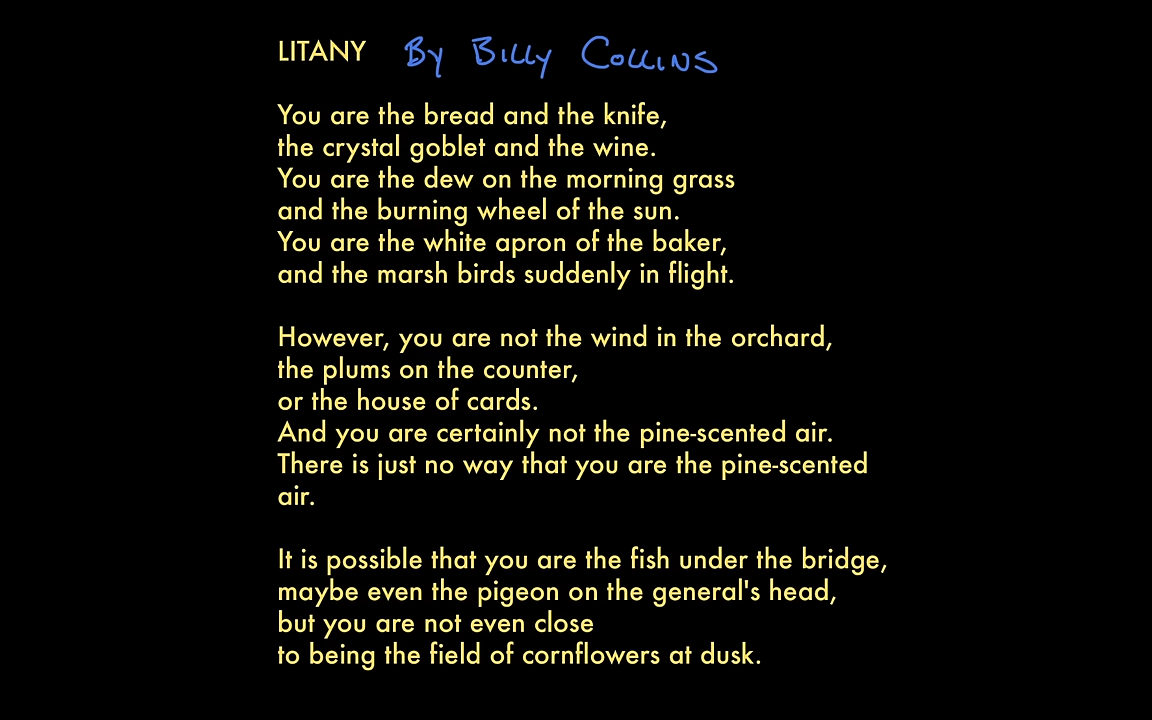 LITANY By Billy Collins
You are the bread and the knife,
the crystal goblet and the wine.
You are the dew on the morning grass
and the burning wheel of the sun.
You are the white apron of the baker,
and the marsh birds suddenly in flight.
However, you are not the wind in the orchard,
the plums on the counter,
or the house of cards.
And you are certainly not the pine-scented air.
There is just no way that you are the pine-scented
air.
It is possible that you are the fish under the bridge,
maybe even the pigeon on the general's head,
but you are not even close
to being the field of cornflowers at dusk.